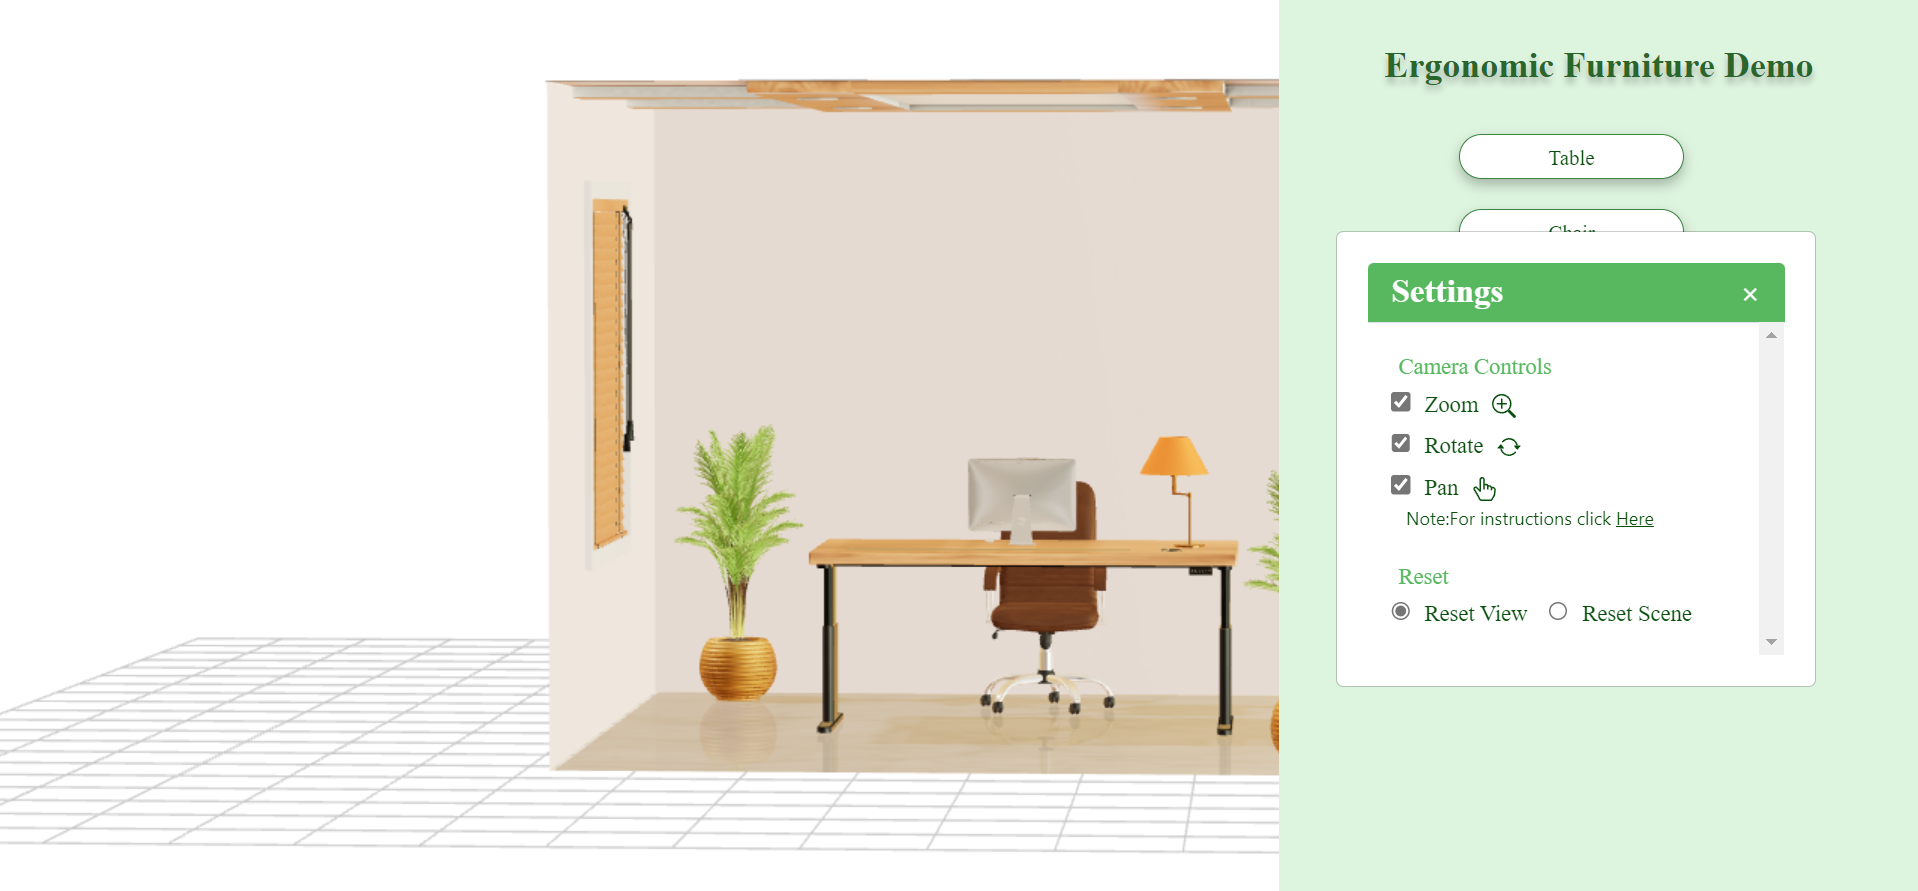 Ergonomic Furniture Demo
Table
Chair
Settings
Camera Controls
Zoom
Rotate
Pan
Note:For instructions click Here
Reset
Reset View
Reset Scene